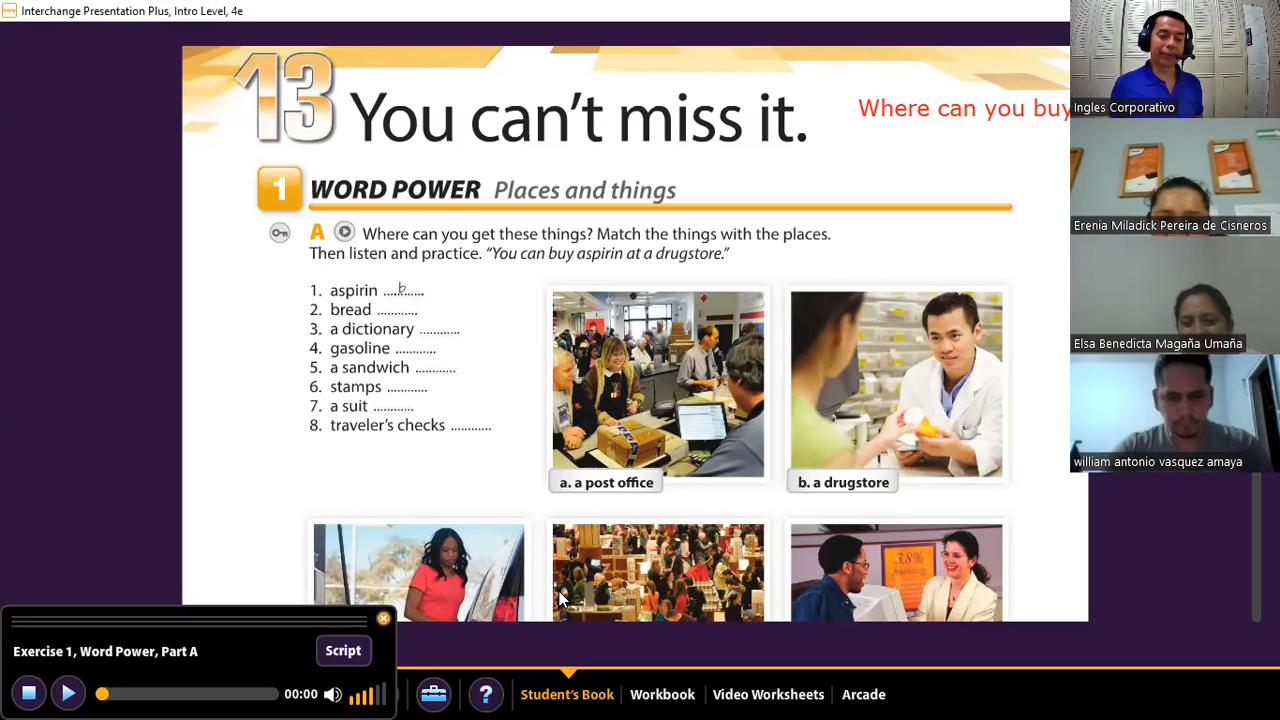 Interchange Presentation Plus, Intro Level, 4e
13 You can't miss it.
Where can you buy
1 WORD POWER Places and things
A Where can you get these things? Match the things with the places.
Then listen and practice. "You can buy aspirin at a drugstore."
1. aspirin ....b.......
2. bread ...........
3. a dictionary ...........
4. gasoline ...........
5. a sandwich ...........
6. stamps ...........
7. a suit ...........
8. traveler's checks ...........
a. a post office
b. a drugstore
3.8%
Ingles Corporativo
Erenia Miladick Pereira de Cisneros
Elsa Benedicta Magaña Umaña
william antonio vasquez amaya
Exercise 1, Word Power, Part A
Script
00:00
?
Student's Book
Workbook
Video Worksheets
Arcade